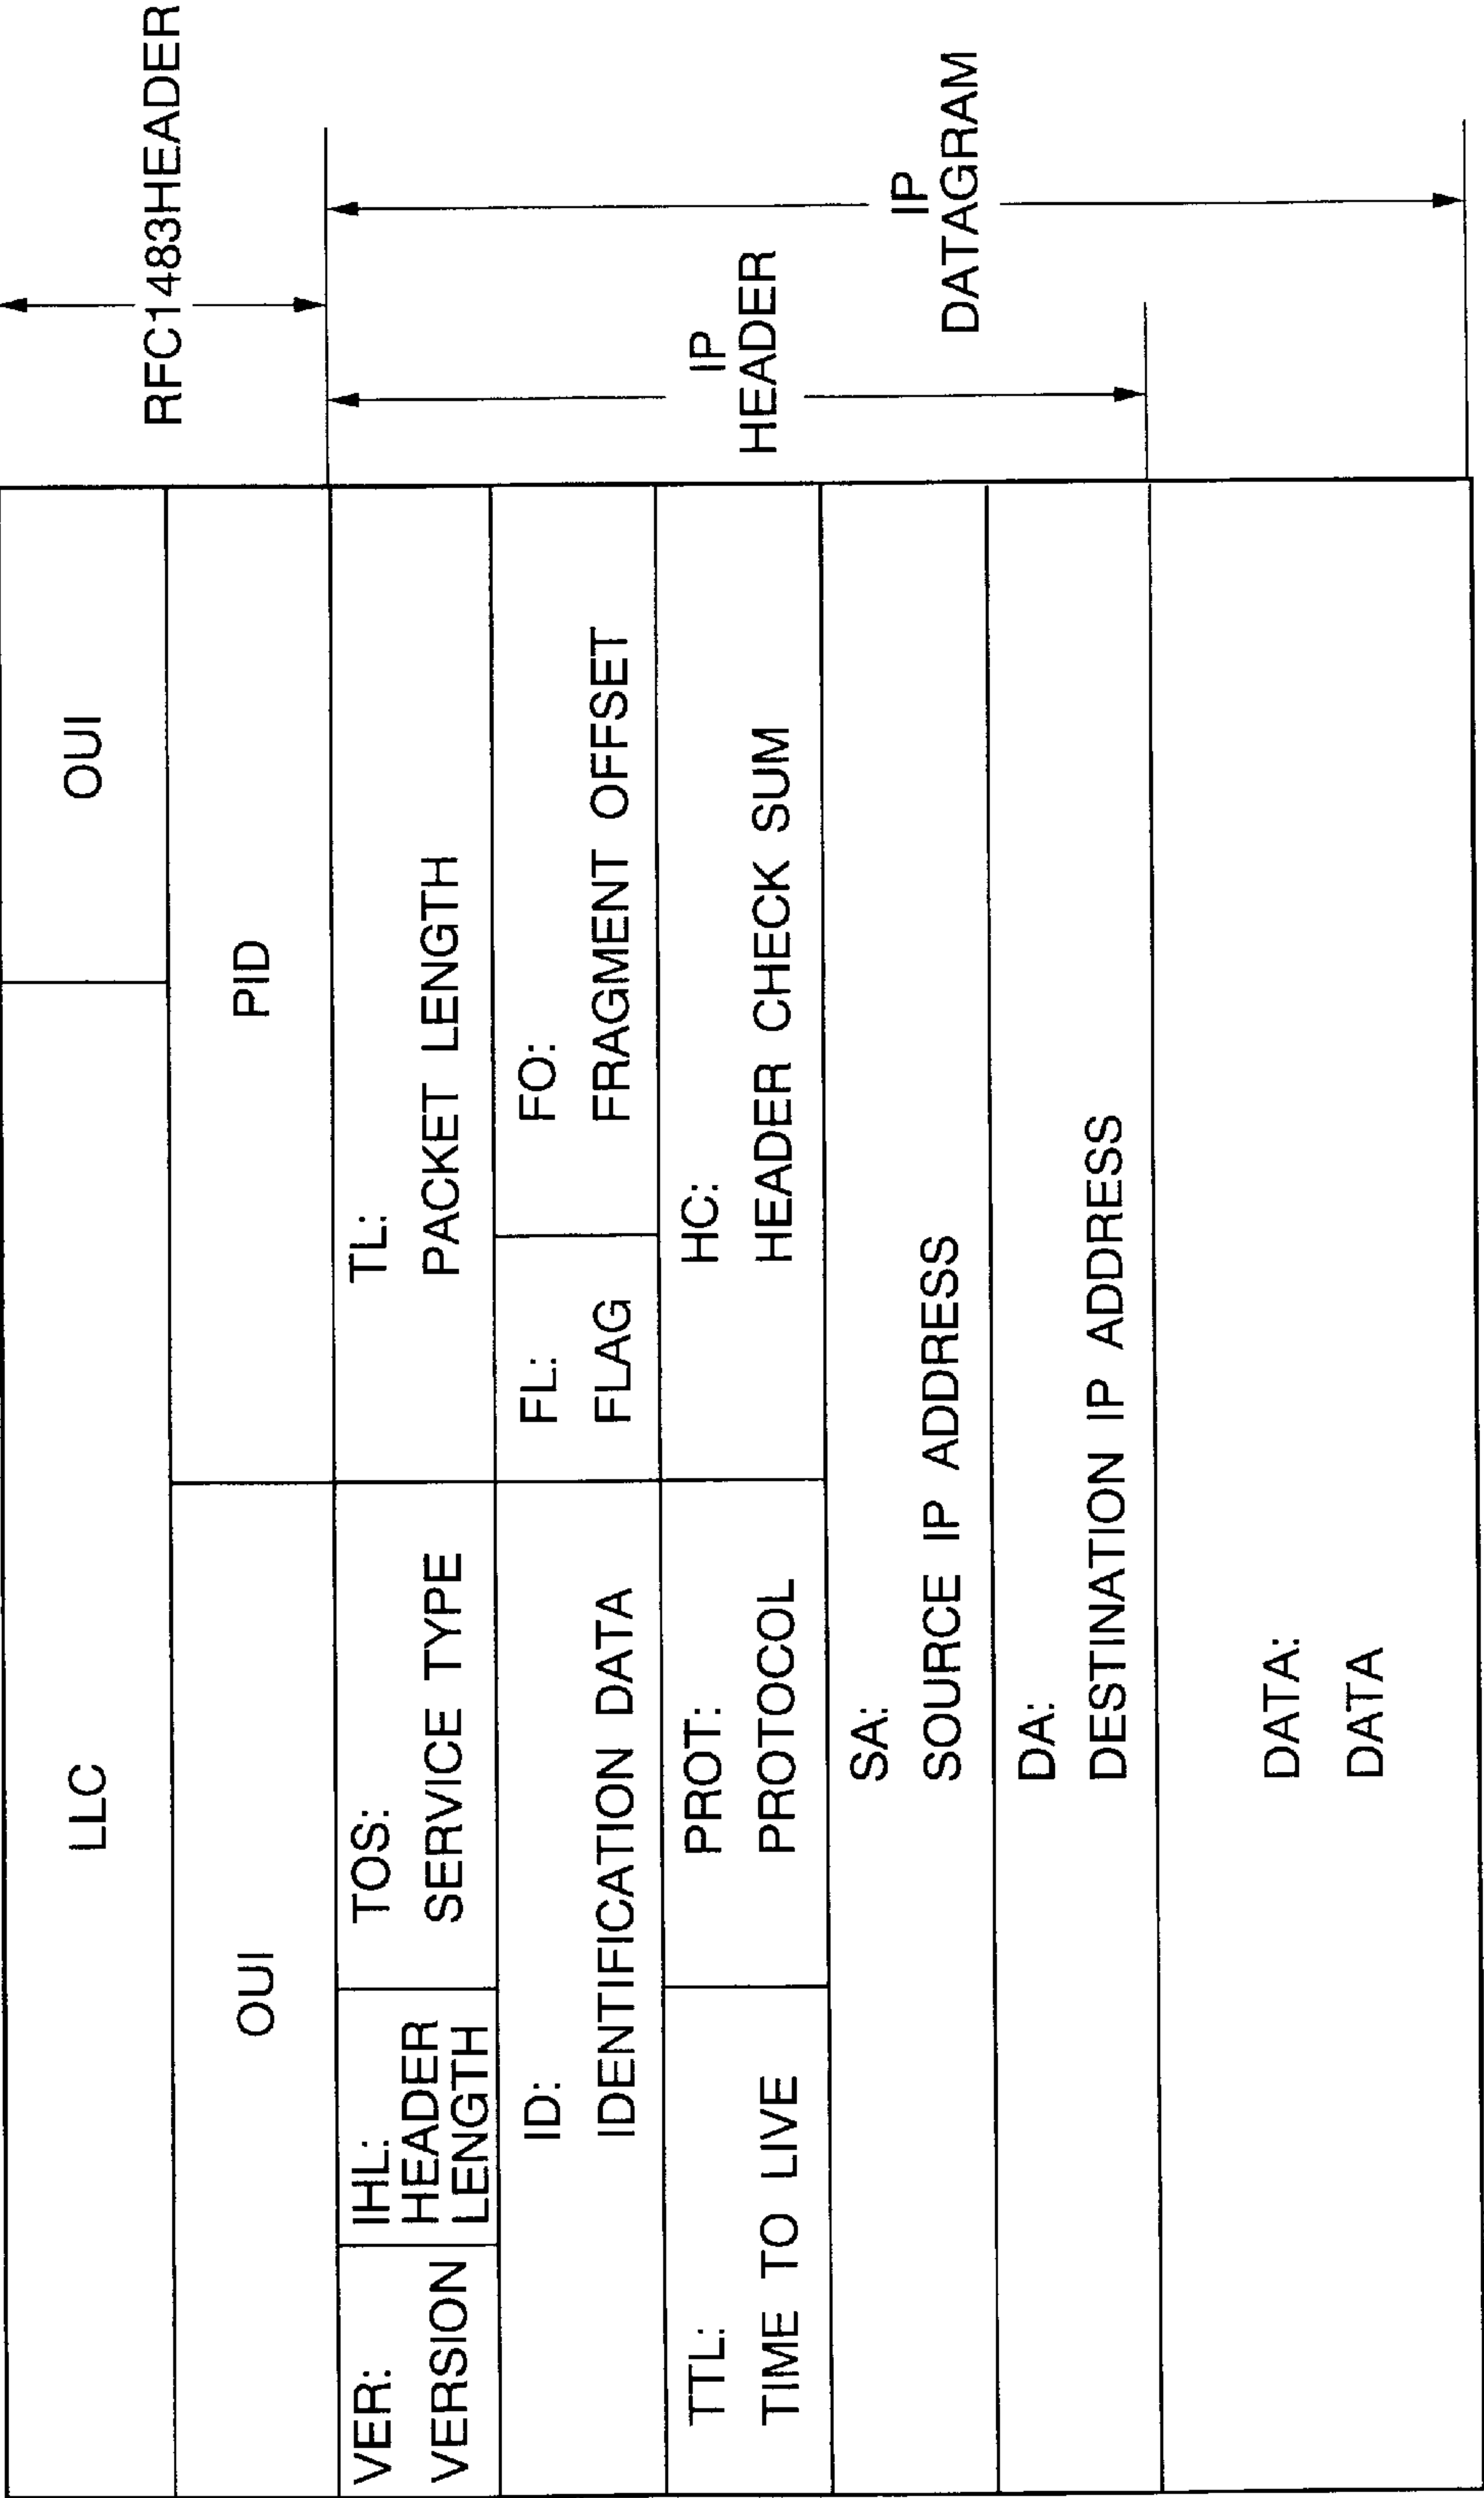 LLC
OUI
RFC1483HEADER
OUI
PID
VER:
VERSION
IHL:
HEADER
LENGTH
TOS:
SERVICE TYPE
TL:
PACKET LENGTH
ID:
IDENTIFICATION DATA
FL:
FLAG
FO:
FRAGMENT OFFSET
TTL:
TIME TO LIVE
PROT:
PROTOCOL
HC:
HEADER CHECK SUM
IP
HEADER
SA:
SOURCE IP ADDRESS
IP
DATAGRAM
DA:
DESTINATION IP ADDRESS
DATA:
DATA